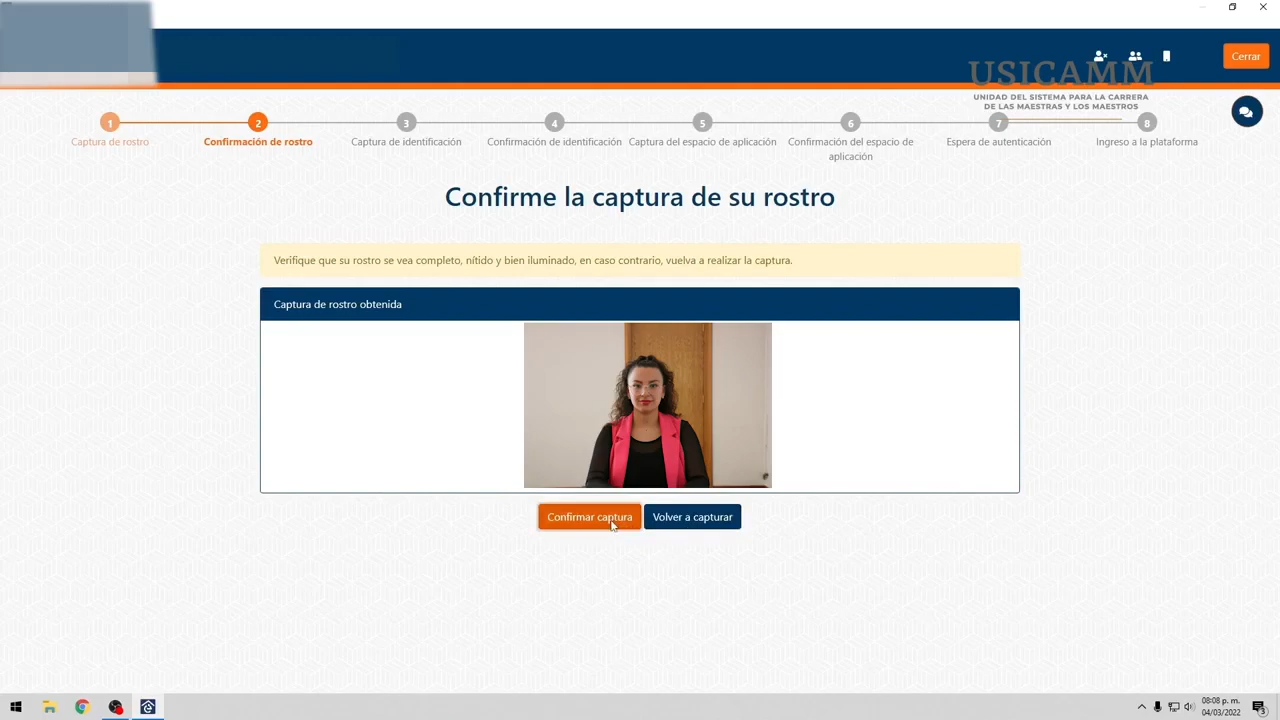 Cerrar
USICAMM
UNIDAD DEL SISTEMA PARA LA CARRERA
DE LAS MAESTRAS Y LOS MAESTROS
1
2
3
4
5
6
7
8
Captura de rostro
Confirmación de rostro
Captura de identificación
Confirmación de identificación
Captura del espacio de aplicación
Confirmación del espacio de
aplicación
Espera de autenticación
Ingreso a la plataforma
Confirme la captura de su rostro
Verifique que su rostro se vea completo, nítido y bien iluminado, en caso contrario, vuelva a realizar la captura.
Captura de rostro obtenida
Confirmar captura
Volver a capturar
08:08 p. m.
04/03/2022
3